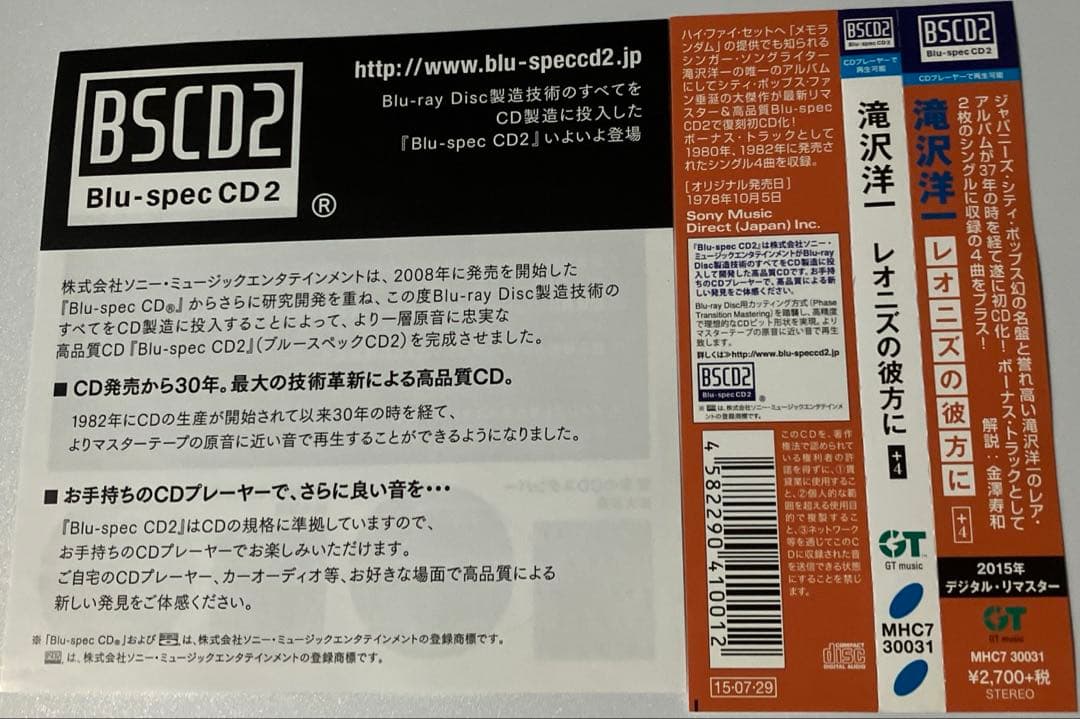 BSCD2
Blu-spec CD 2
®
http://www.blu-speccd2.jp
Blu-ray Disc製造技術のすべてを
CD製造に投入した
『Blu-spec CD2』いよいよ登場
株式会社ソニー・ミュージックエンタテインメントは、2008年に発売を開始した
『Blu-spec CD®』からさらに研究開発を重ね、この度Blu-ray Disc製造技術の
すべてをCD製造に投入することによって、より一層原音に忠実な
高品質CD『Blu-spec CD2』(ブルースペックCD2)を完成させました。
■ CD発売から30年。最大の技術革新による高品質CD。
1982年にCDの生産が開始されて以来30年の時を経て、
よりマスターテープの原音に近い音で再生することができるようになりました。
■ お手持ちのCDプレーヤーで、さらに良い音を・・・
『Blu-spec CD2』はCDの規格に準拠していますので、
お手持ちのCDプレーヤーでお楽しみいただけます。
ご自宅のCDプレーヤー、カーオーディオ等、お好きな場面で高品質による
新しい発見をご体感ください。
※「Blu-spec CD®」および は、株式会社ソニー・ミュージックエンタテインメントの登録商標です。
は、株式会社ソニー・ミュージックエンタテインメントの商標です。
ハイ・ファイ・セットへ「メモラ
ンダム」の提供でも知られる
シンガー・ソングライター
滝沢洋一の唯一のアルバム
にしてシティ・ポップス・ファ
ン垂涎の大傑作が最新リマ
スター&高品質Blu-spec
CD2で復刻初CD化!
ボーナス・トラックとして
1980年、1982年に発売さ
れたシングル4曲を収録。
[オリジナル発売日]
1978年10月5日
Sony Music
Direct (Japan) Inc.
『Blu-spec CD2』は株式会社ソニー・
ミュージックエンタテインメントがBlu-ray
Disc製造技術のすべてをCD製造に投
入して開発した高品質CDです。お手持
ちのCDプレーヤーで、高品質による新
しい発見をご体感ください。
Blu-ray Disc用カッティング方式(Phase
Transition Mastering)を踏襲し、高精度
で理想的なCDピット形状を実現。より
マスターテープの原音に近い音で再生
致します。
詳しくは≫http://www.blu-speccd2.jp
BSCD2
Blu-spec CD 2
®
※ は、株式会社ソニー・ミュージックエンタテインメン
トの登録商標です。
4 582290 410012
このCDを、著作
権法で認められて
いる権利者の許
諾を得ずに、①賃
貸業に使用するこ
と、②個人的な範
囲を超える使用目
的で複製するこ
と、③ネットワーク
等を通じてこのC
Dに収録された音
を送信できる状態
にすることを禁じ
ます。
COMPACT
disc
DIGITAL AUDIO
15・07・29
BSCD2
Blu-spec CD 2
CDプレーヤーで
再生可能
滝沢洋一 レオニズの彼方に +4
GT
GT music
MHC7
30031
BSCD2
Blu-spec CD 2
CDプレーヤーで再生可能
ジャパニーズ・シティ・ポップス幻の名盤と誉れ高い滝沢洋一のレア・
アルバムが37年の時を経て遂に初CD化!ボーナス・トラックとして
2枚のシングルに収録の4曲をプラス!
解説:金澤寿和
滝沢洋一
レオニズの彼方に +4
2015年
デジタル・リマスター
GT
GT music
MHC7 30031
¥2,700+税
STEREO